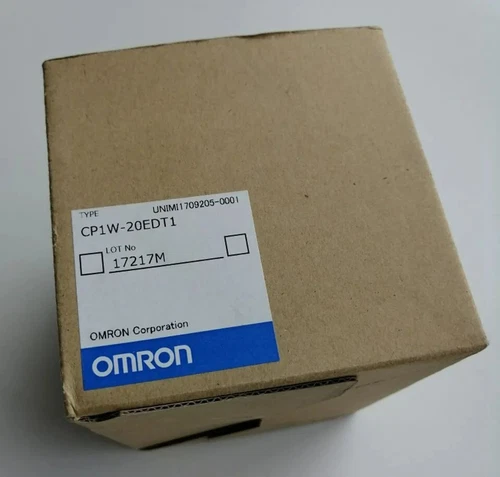 TYPE UNIMI1709205-0001
CP1W-20EDT1
LOT No
17217M
OMRON Corporation
OMRON